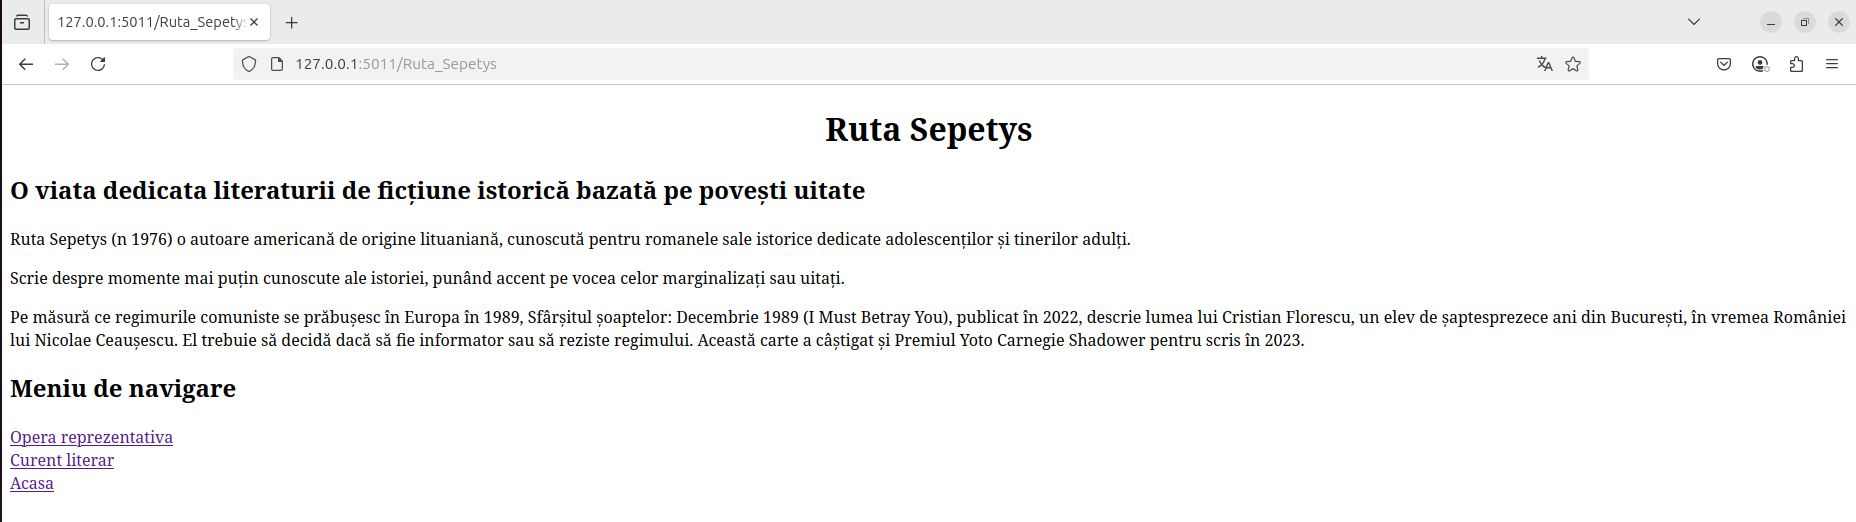 127.0.0.1:5011/Ruta_Sepetys
127.0.0.1:5011/Ruta_Sepetys
Ruta Sepetys
O viata dedicata literaturii de ficțiune istorică bazată pe povești uitate
Ruta Sepetys (n 1976) o autoare americană de origine lituaniană, cunoscută pentru romanele sale istorice dedicate adolescenților și tinerilor adulți.
Scrie despre momente mai puțin cunoscute ale istoriei, punând accent pe vocea celor marginalizați sau uitați.
Pe măsură ce regimurile comuniste se prăbușesc în Europa în 1989, Sfârșitul șoaptelor: Decembrie 1989 (I Must Betray You), publicat în 2022, descrie lumea lui Cristian Florescu, un elev de șaptesprezece ani din București, în vremea României
lui Nicolae Ceaușescu. El trebuie să decidă dacă să fie informator sau să reziste regimului. Această carte a câștigat și Premiul Yoto Carnegie Shadower pentru scris în 2023.
Meniu de navigare
Opera reprezentativa
Curent literar
Acasa